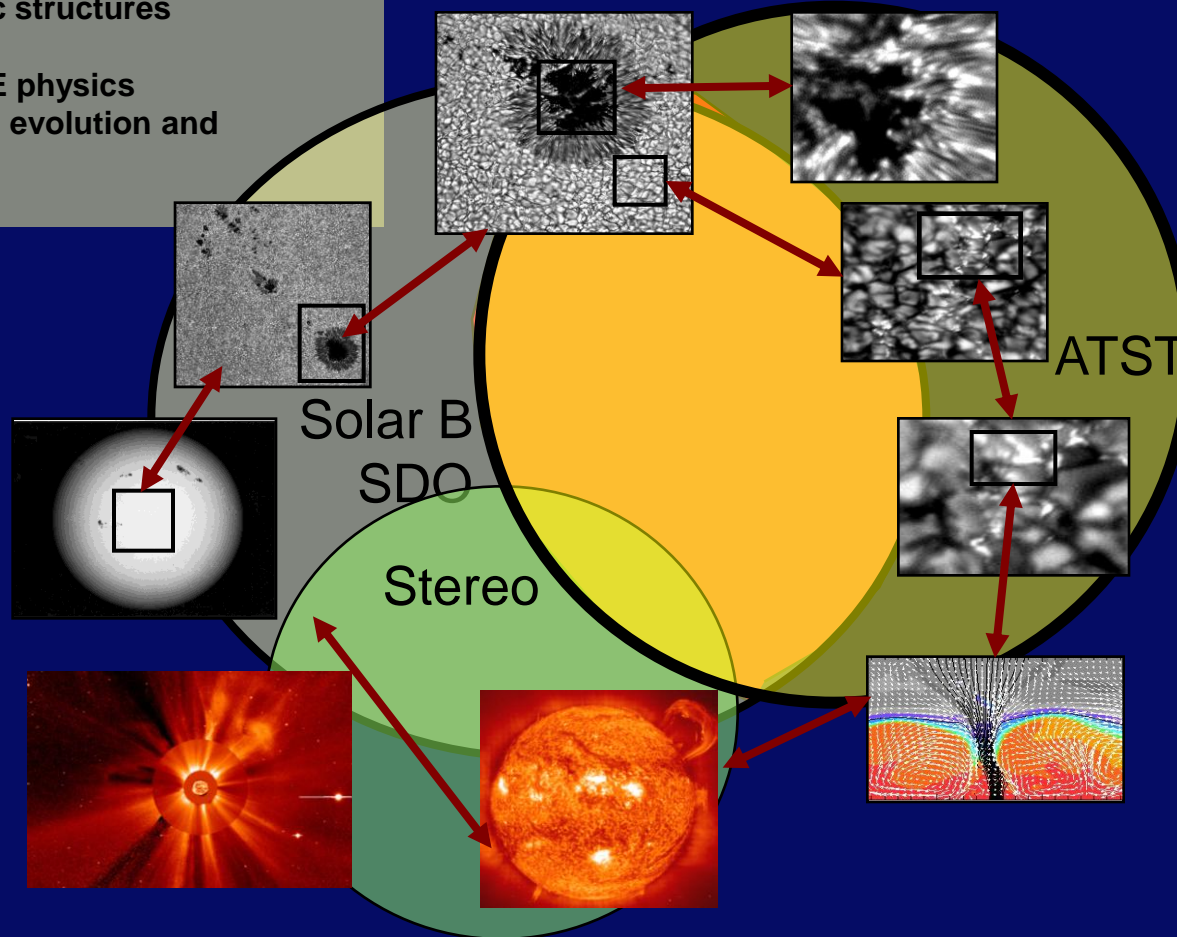 c structures
E physics
evolution and
ATST
Solar B
SDO
Stereo